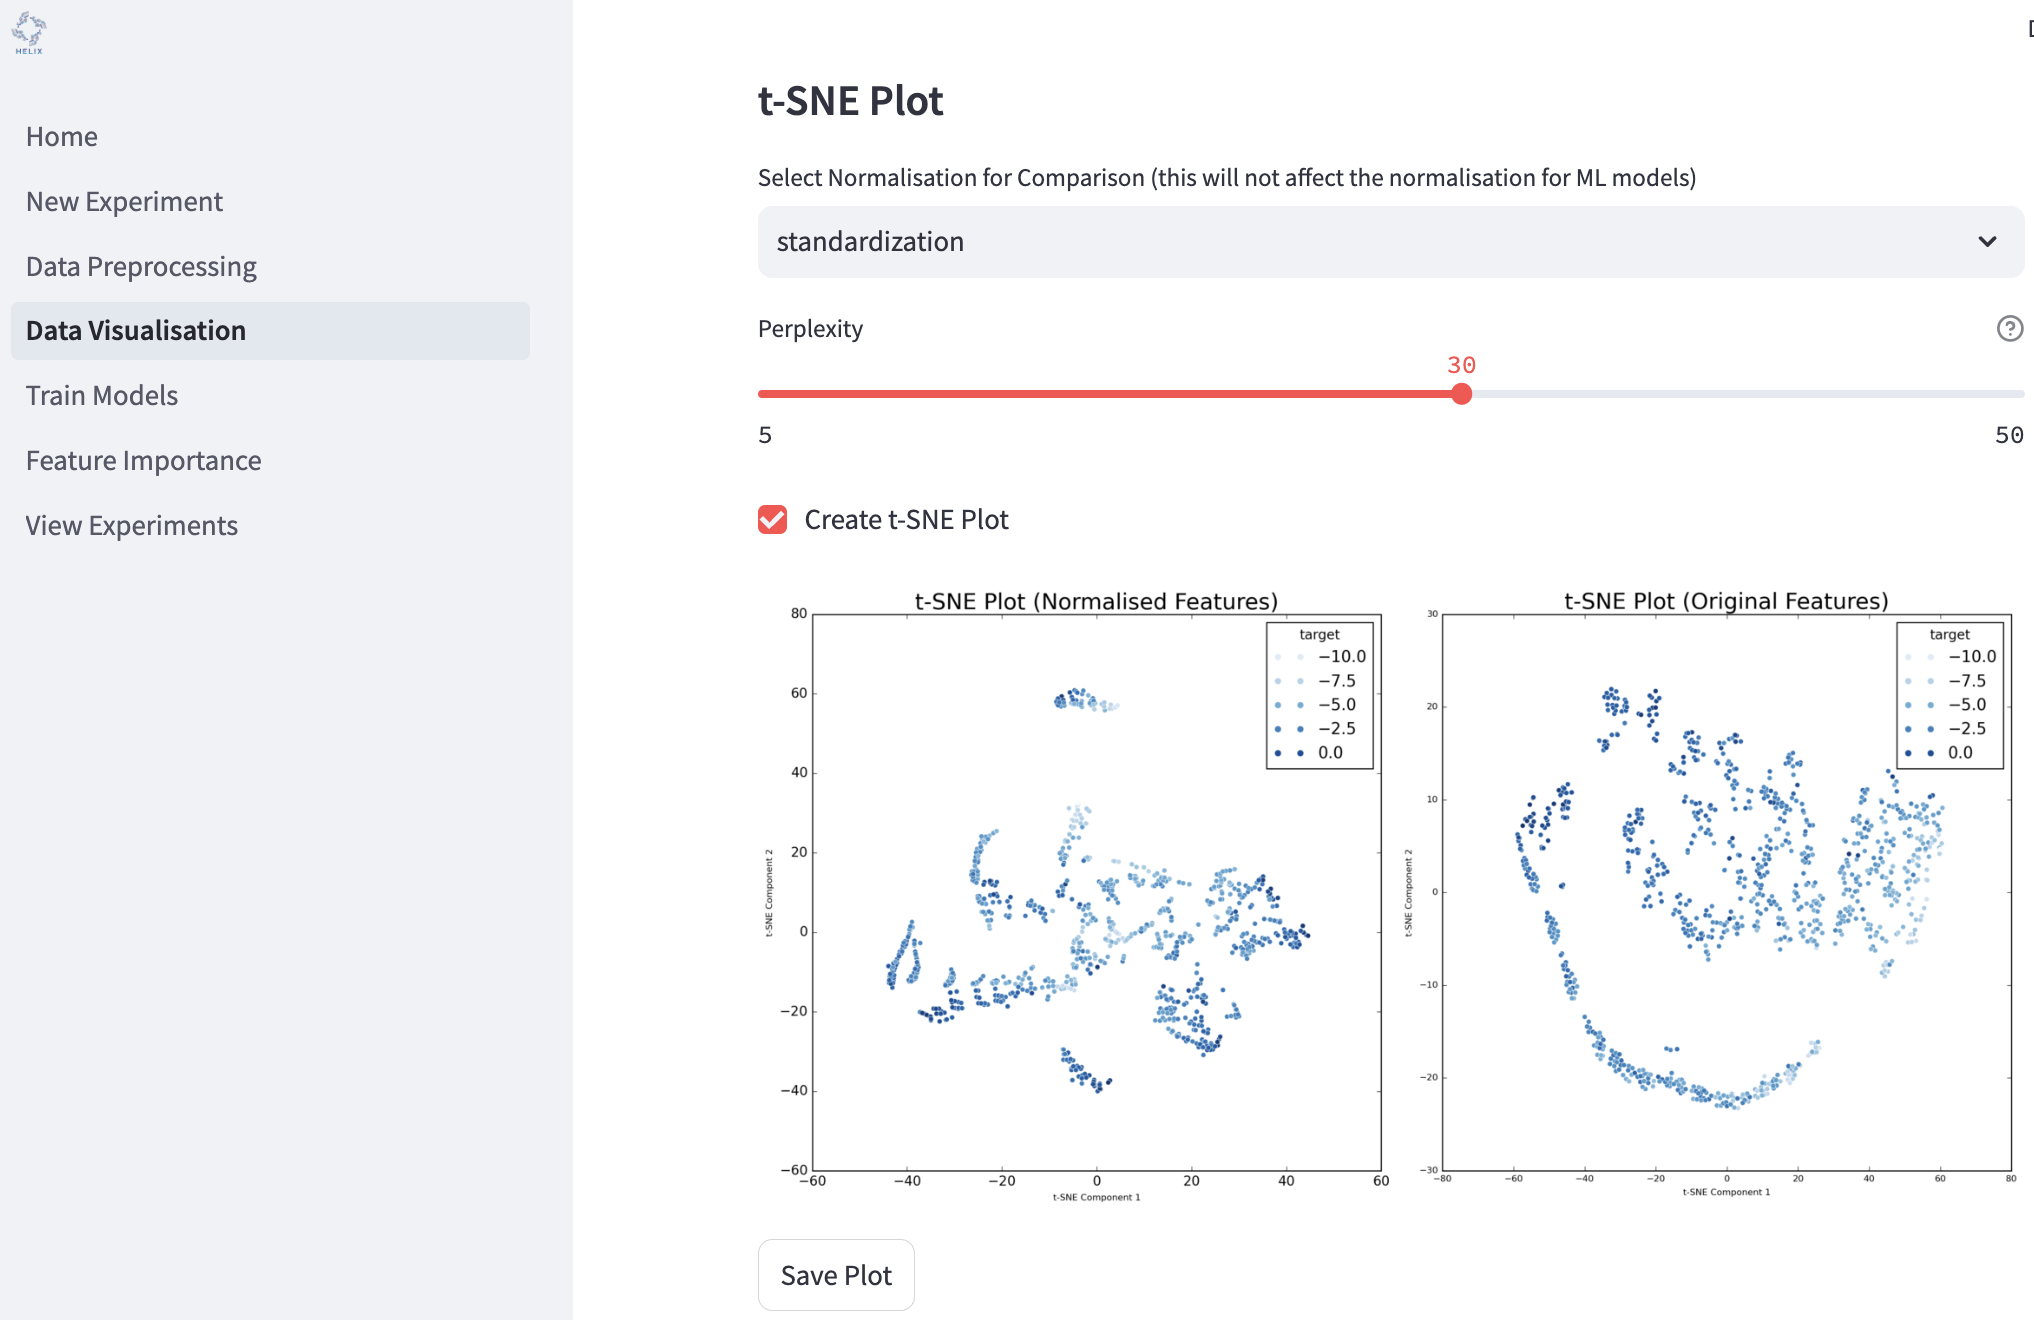 HELIX
Home
New Experiment
Data Preprocessing
Data Visualisation
Train Models
Feature Importance
View Experiments
t-SNE Plot
Select Normalisation for Comparison (this will not affect the normalisation for ML models)
standardization
Perplexity
?
30
5 50
Create t-SNE Plot
t-SNE Plot (Normalised Features)
target
−10.0
−7.5
−5.0
−2.5
0.0
80
60
40
20
0
−20
−40
−60
t-SNE Component 2
−60 −40 −20 0 20 40 60
t-SNE Component 1
t-SNE Plot (Original Features)
target
−10.0
−7.5
−5.0
−2.5
0.0
30
20
10
0
−10
−20
−30
t-SNE Component 2
−80 −60 −40 −20 0 20 40 60 80
t-SNE Component 1
Save Plot